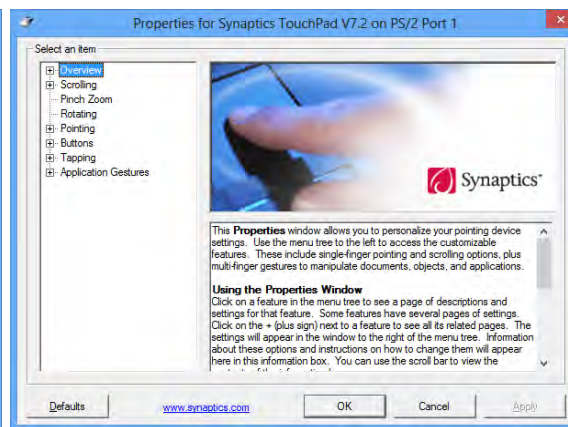 Properties for Synaptics TouchPad V7.2 on PS/2 Port 1
Select an item
Overview
Scrolling
Pinch Zoom
Rotating
Pointing
Buttons
Tapping
Application Gestures
Synaptics
This Properties window allows you to personalize your pointing device
settings. Use the menu tree to the left to access the customizable
features. These include single-finger pointing and scrolling options, plus
multi-finger gestures to manipulate documents, objects, and applications.
Using the Properties Window
Click on a feature in the menu tree to see a page of descriptions and
settings for that feature. Some features have several pages of settings.
Click on the + (plus sign) next to a feature to see all its related pages. The
settings will appear in the window to the right of the menu tree. Information
about these options and instructions on how to change them will appear
here in this information box. You can use the scroll bar to view the
Defaults
www.synaptics.com
OK
Cancel
Apply